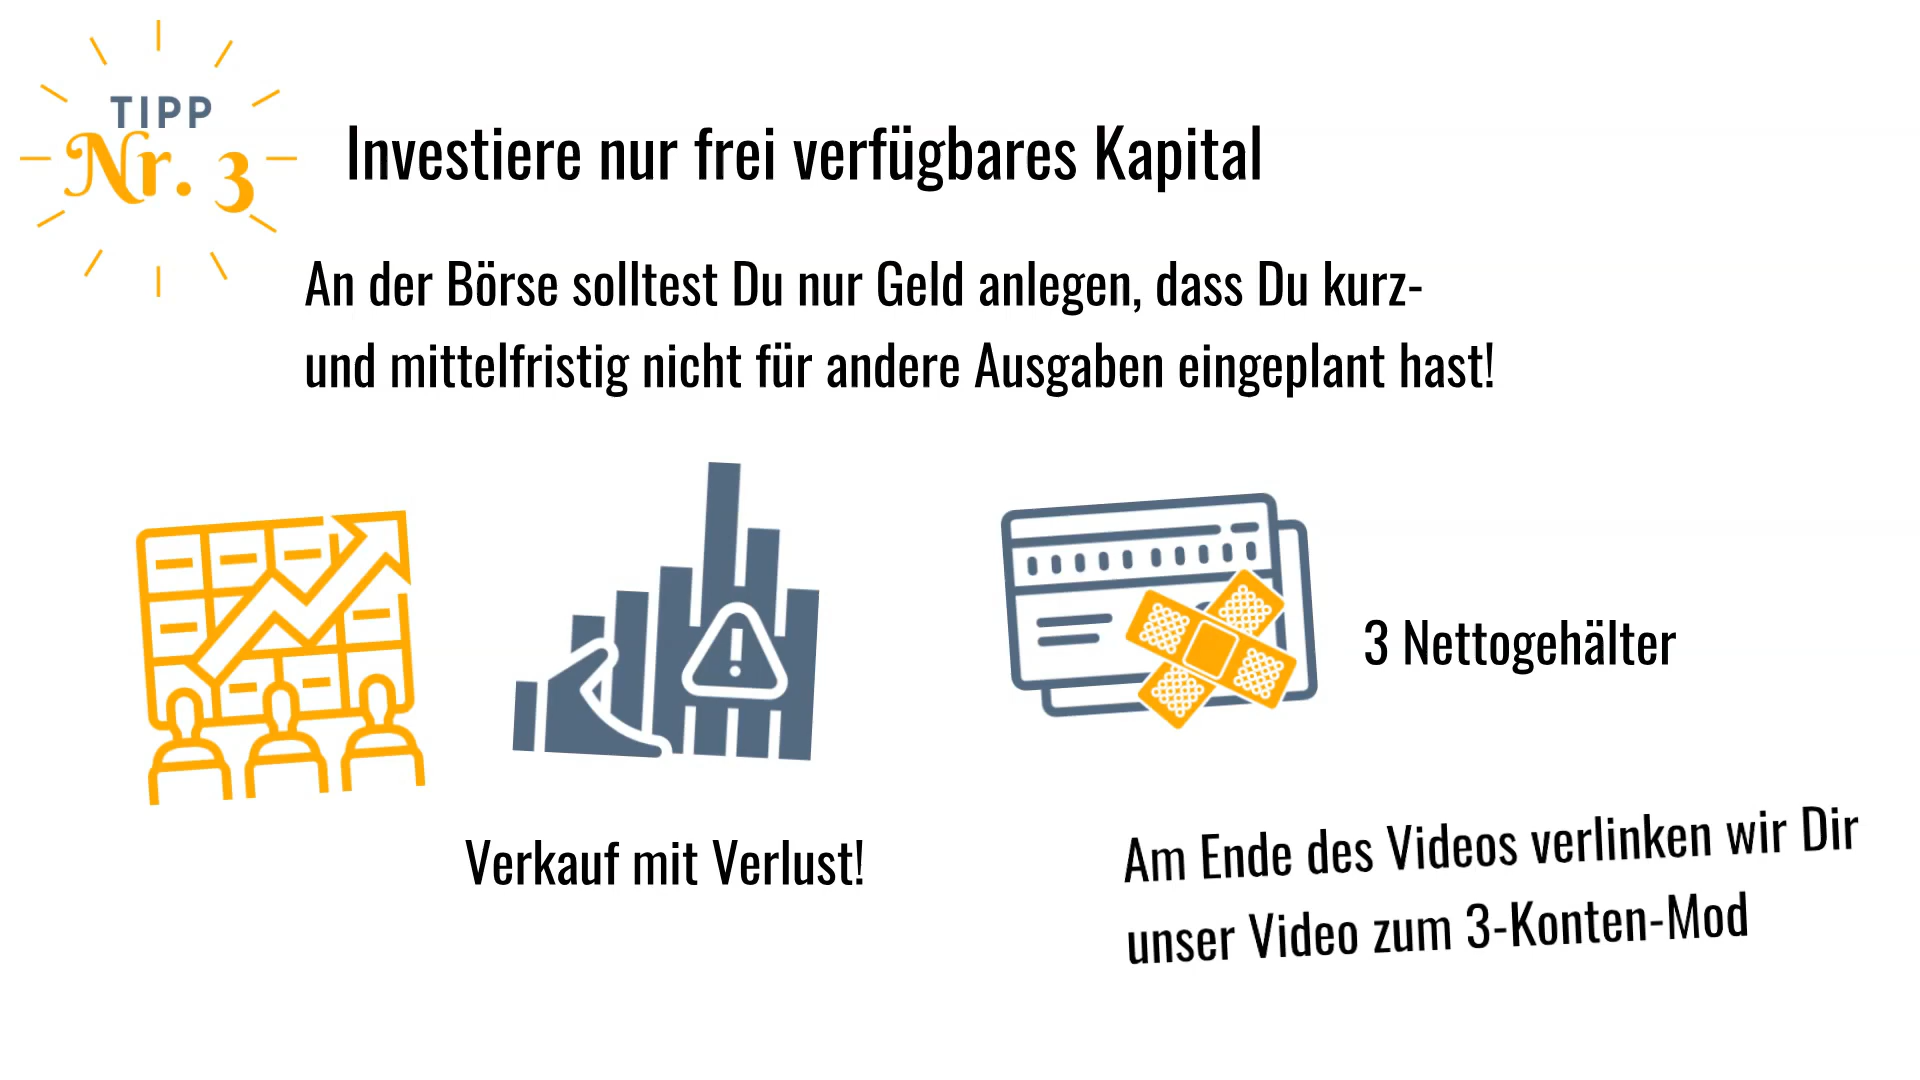 TIPP
Nr. 3
Investiere nur frei verfügbares Kapital
An der Börse solltest Du nur Geld anlegen, dass Du kurz-
und mittelfristig nicht für andere Ausgaben eingeplant hast!
3 Nettogehälter
Verkauf mit Verlust!
Am Ende des Videos verlinken wir Dir
unser Video zum 3-Konten-Mod